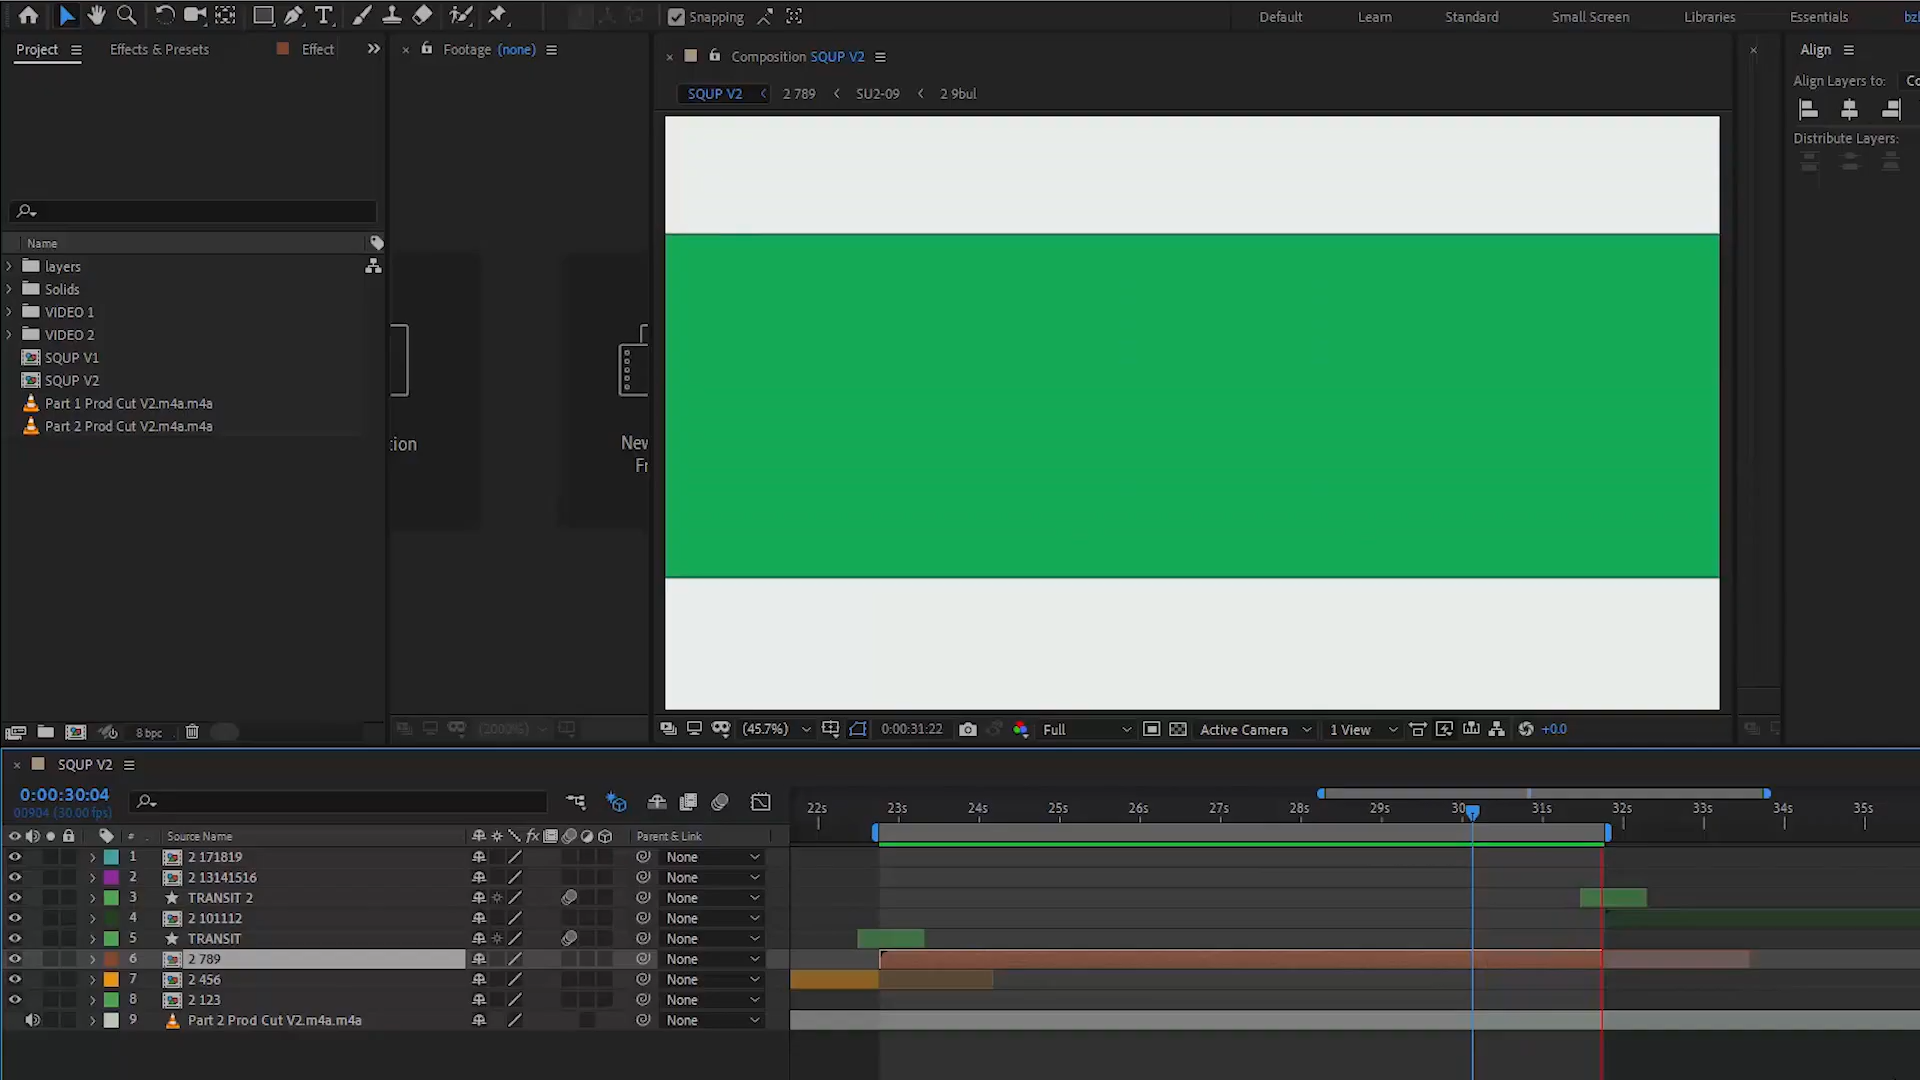 Snapping
Default
Learn
Standard
Small Screen
Libraries
Essentials
Project
Effects & Presets
Effect
Footage (none)
Composition SQUP V2
Align
SQUP V2
2 789
SU2-09
2 9bul
Align Layers to:
Distribute Layers:
Name
layers
Solids
VIDEO 1
VIDEO 2
SQUP V1
SQUP V2
Part 1 Prod Cut V2.m4a.m4a
Part 2 Prod Cut V2.m4a.m4a
tion
New
Fr
8 bpc
(2000%)
(45.7%)
0:00:31:22
Full
Active Camera
1 View
+0.0
SQUP V2
0:00:30:04
00904 (30.00 fps)
22s 23s 24s 25s 26s 27s 28s 29s 30s 31s 32s 33s 34s 35s
# Source Name fx Parent & Link
1 2 171819 None
2 2 13141516 None
3 TRANSIT 2 None
4 2 101112 None
5 TRANSIT None
6 2 789 None
7 2 456 None
8 2 123 None
9 Part 2 Prod Cut V2.m4a.m4a None